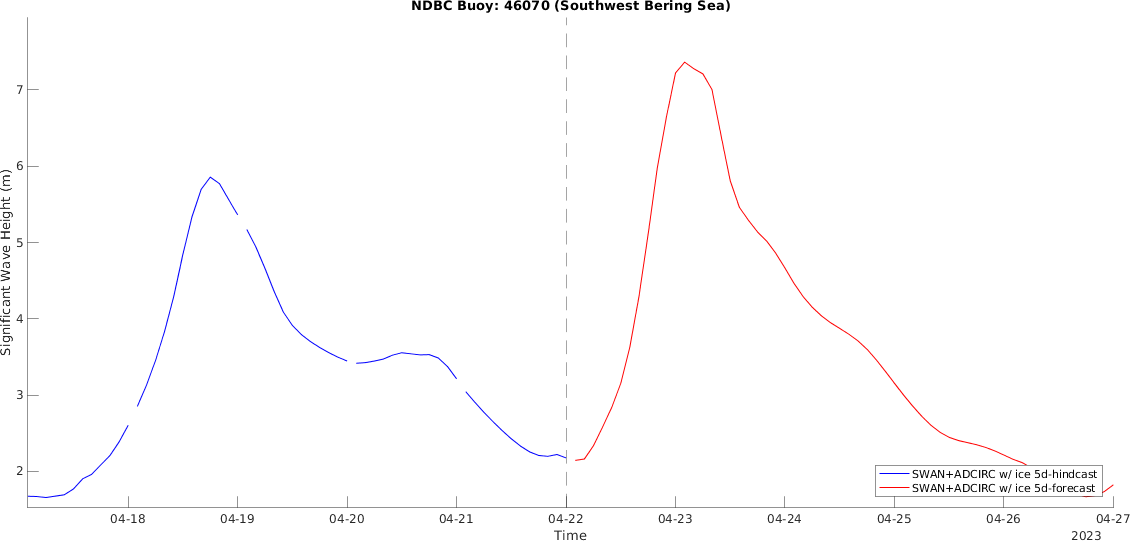 NDBC Buoy: 46070 (Southwest Bering Sea)
Significant Wave Height (m)
7
6
5
4
3
2
SWAN+ADCIRC w/ ice 5d-hindcast
SWAN+ADCIRC w/ ice 5d-forecast
04-18 04-19 04-20 04-21 04-22 04-23 04-24 04-25 04-26 04-27
Time
2023